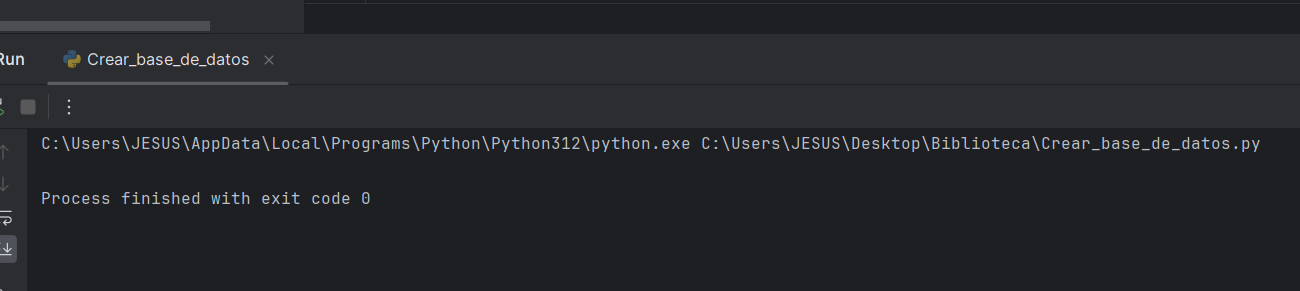 Run Crear_base_de_datos
C:\Users\JESUS\AppData\Local\Programs\Python\Python312\python.exe C:\Users\JESUS\Desktop\Biblioteca\Crear_base_de_datos.py
Process finished with exit code 0